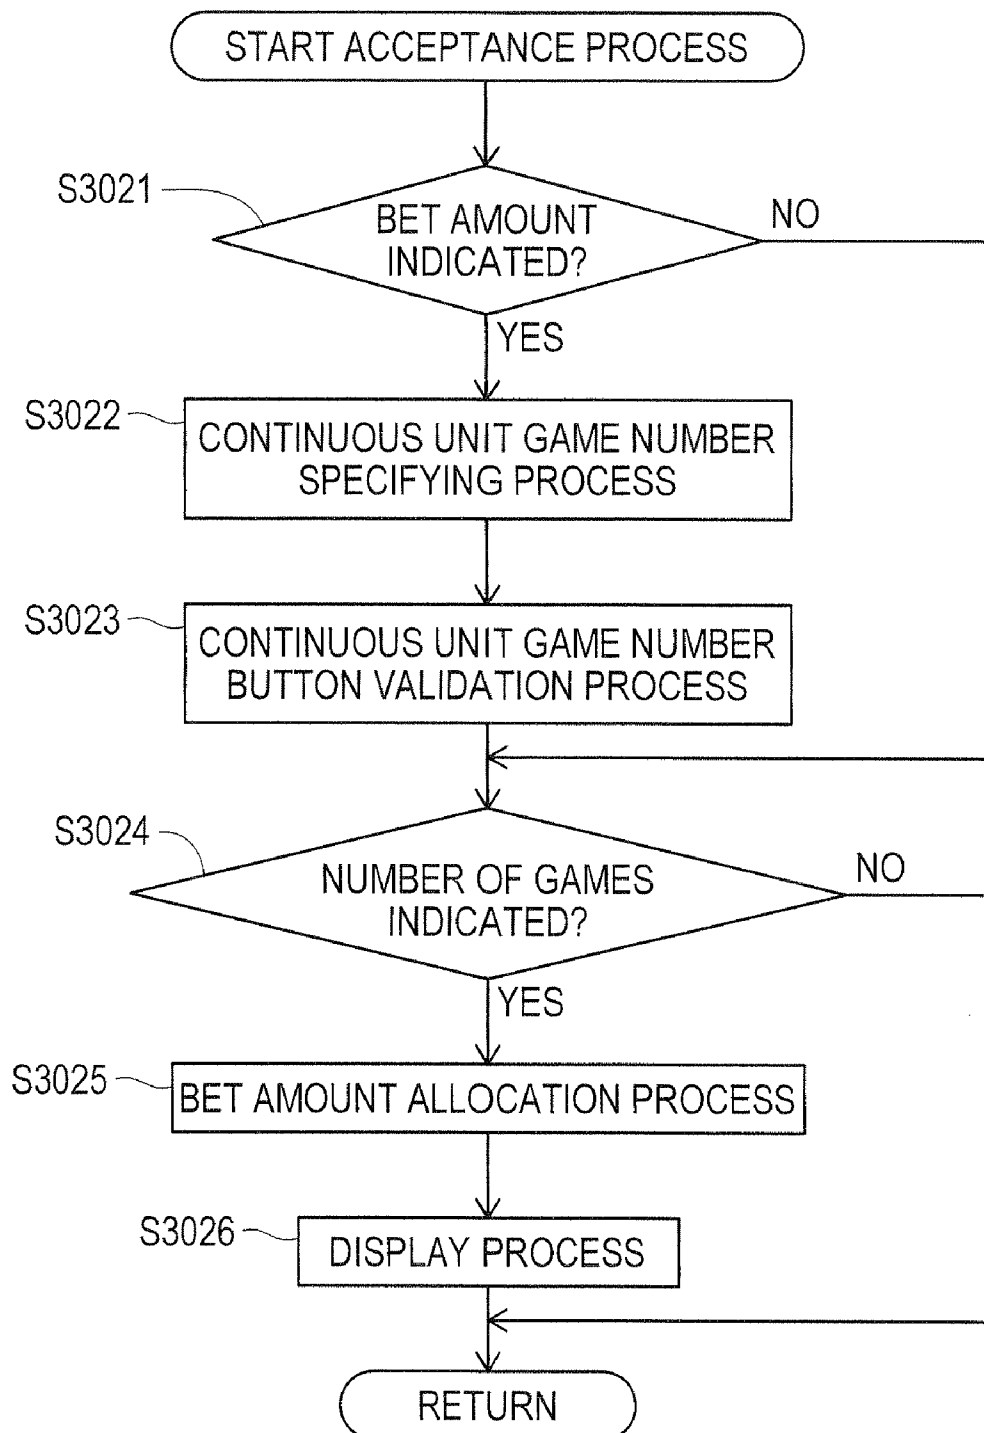 START ACCEPTANCE PROCESS
S3021
BET AMOUNT
INDICATED?
NO
YES
S3022
CONTINUOUS UNIT GAME NUMBER
SPECIFYING PROCESS
S3023
CONTINUOUS UNIT GAME NUMBER
BUTTON VALIDATION PROCESS
S3024
NUMBER OF GAMES
INDICATED?
NO
YES
S3025
BET AMOUNT ALLOCATION PROCESS
S3026
DISPLAY PROCESS
RETURN